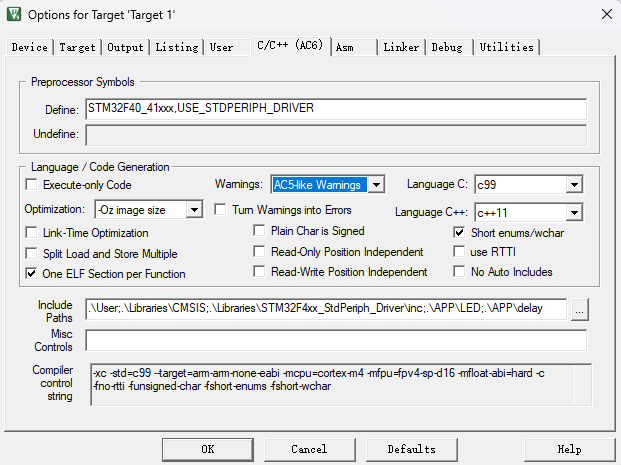 Options for Target 'Target 1'
Device Target Output Listing User C/C++ (AC6) Asm Linker Debug Utilities
Preprocessor Symbols
Define: STM32F40_41xxx,USE_STDPERIPH_DRIVER
Undefine:
Language / Code Generation
Execute-only Code Warnings: AC5-like Warnings Language C: c99
Optimization: -Oz image size Turn Warnings into Errors Language C++: c++11
Link-Time Optimization Plain Char is Signed Short enums/wchar
Split Load and Store Multiple Read-Only Position Independent use RTTI
One ELF Section per Function Read-Write Position Independent No Auto Includes
Include Paths .\User;.\Libraries\CMSIS;.\Libraries\STM32F4xx_StdPeriph_Driver\inc;.\APP\LED;.\APP\delay ...
Misc Controls
Compiler control string -xc -std=c99 --target=arm-arm-none-eabi -mcpu=cortex-m4 -mfpu=fpv4-sp-d16 -mfloat-abi=hard -c
-fno-rtti -funsigned-char -fshort-enums -fshort-wchar
OK Cancel Defaults Help